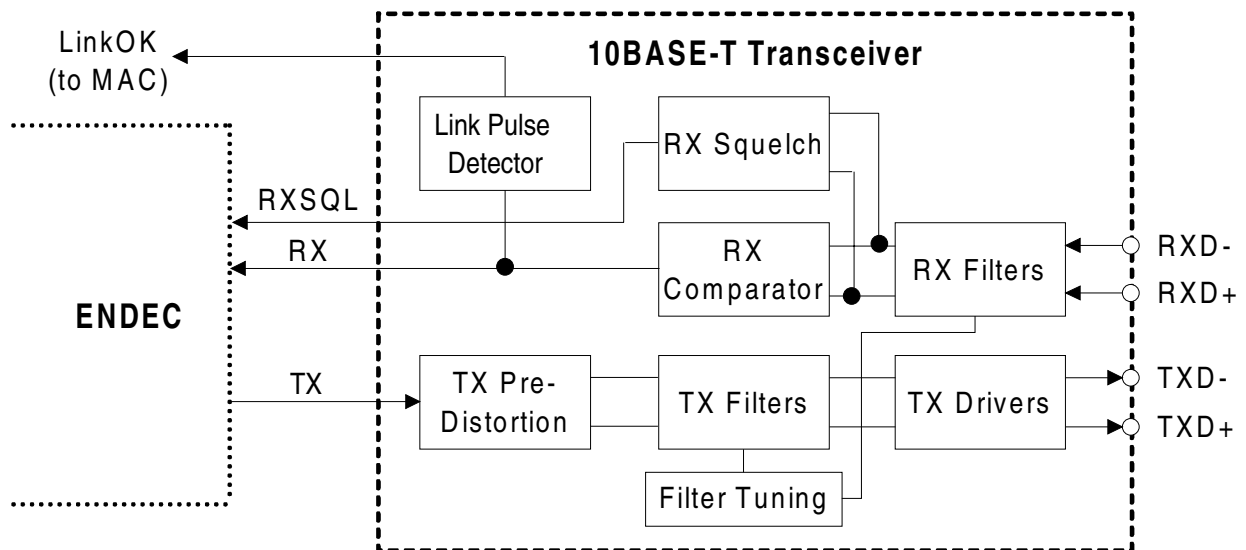 LinkOK
(to MAC)
10BASE-T Transceiver
Link Pulse
Detector
RX Squelch
RXSQL
RX
RX
Comparator
RX Filters
RXD-
RXD+
ENDEC
TX
TX Pre-
Distortion
TX Filters
TX Drivers
TXD-
TXD+
Filter Tuning